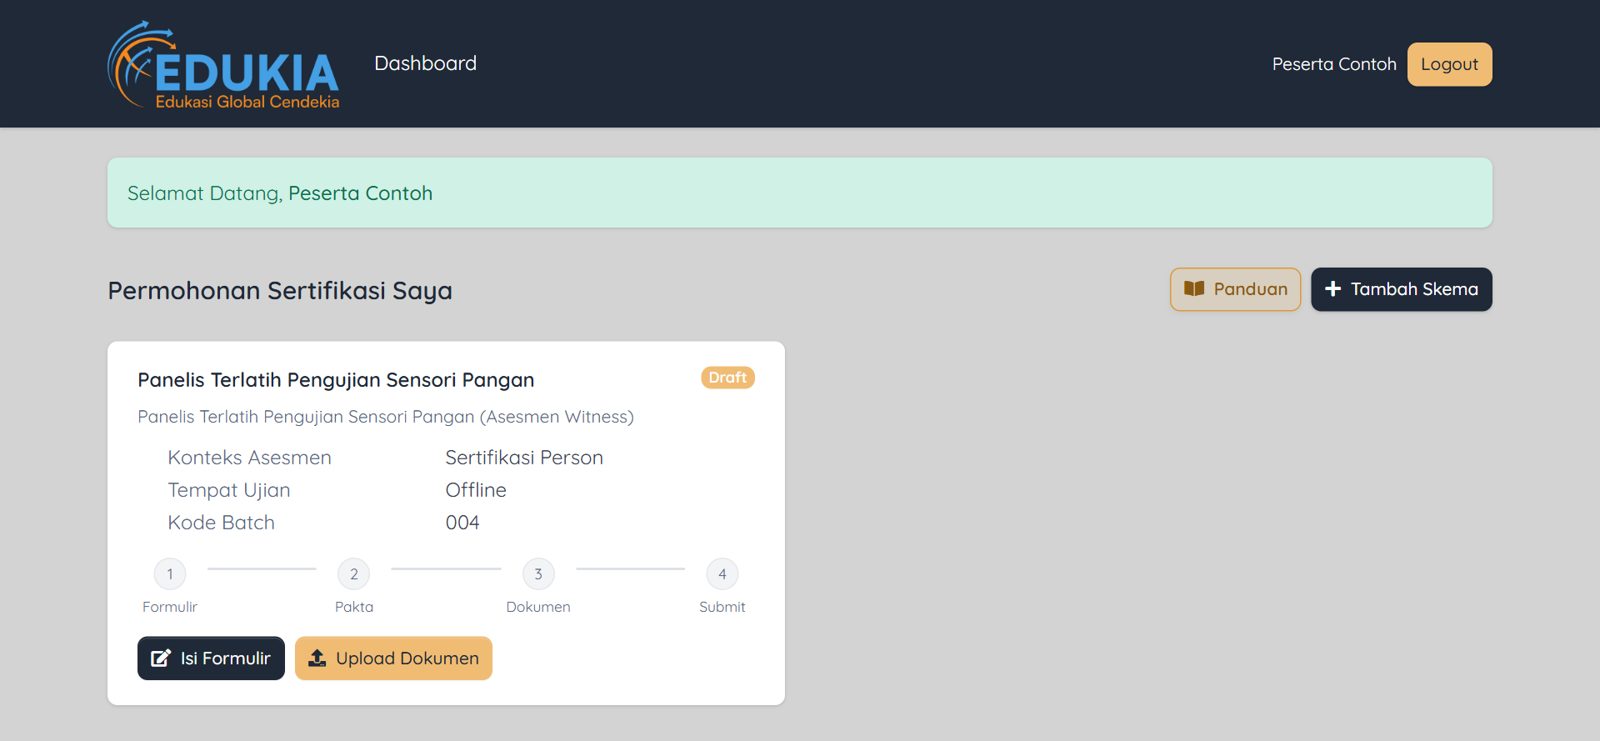 EDUKIA
Edukasi Global Cendekia
Dashboard
Peserta Contoh
Logout
Selamat Datang, Peserta Contoh
Permohonan Sertifikasi Saya
Panduan
Tambah Skema
Panelis Terlatih Pengujian Sensori Pangan
Draft
Panelis Terlatih Pengujian Sensori Pangan (Asesmen Witness)
Konteks Asesmen Sertifikasi Person
Tempat Ujian Offline
Kode Batch 004
1 2 3 4
Formulir Pakta Dokumen Submit
Isi Formulir
Upload Dokumen